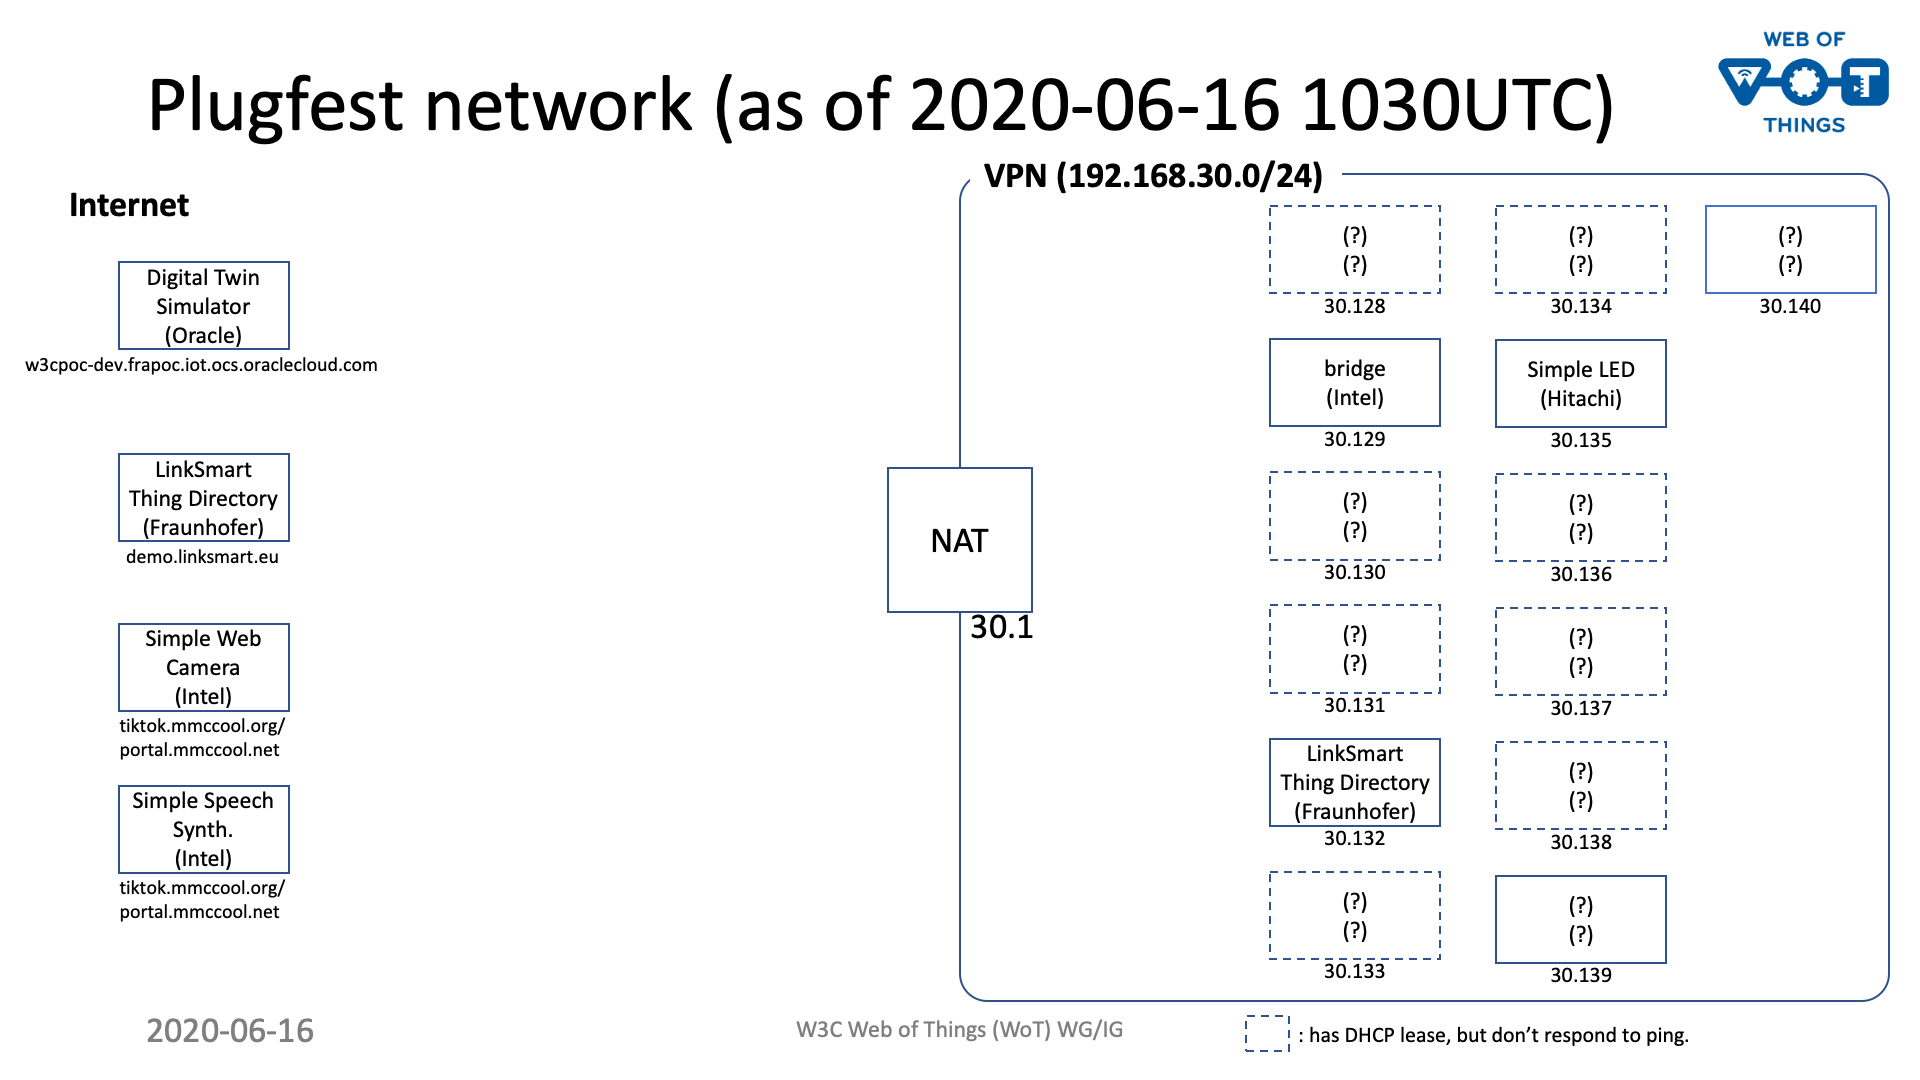 Plugfest network (as of 2020-06-16 1030UTC)
WEB OF
W T
THINGS
Internet
Digital Twin
Simulator
(Oracle)
w3cpoc-dev.frapoc.iot.ocs.oraclecloud.com
LinkSmart
Thing Directory
(Fraunhofer)
demo.linksmart.eu
Simple Web
Camera
(Intel)
tiktok.mmccool.org/
portal.mmccool.net
Simple Speech
Synth.
(Intel)
tiktok.mmccool.org/
portal.mmccool.net
NAT
30.1
VPN (192.168.30.0/24)
(?)
(?)
30.128
bridge
(Intel)
30.129
(?)
(?)
30.130
(?)
(?)
30.131
LinkSmart
Thing Directory
(Fraunhofer)
30.132
(?)
(?)
30.133
(?)
(?)
30.134
Simple LED
(Hitachi)
30.135
(?)
(?)
30.136
(?)
(?)
30.137
(?)
(?)
30.138
(?)
(?)
30.139
(?)
(?)
30.140
2020-06-16
W3C Web of Things (WoT) WG/IG
: has DHCP lease, but don’t respond to ping.